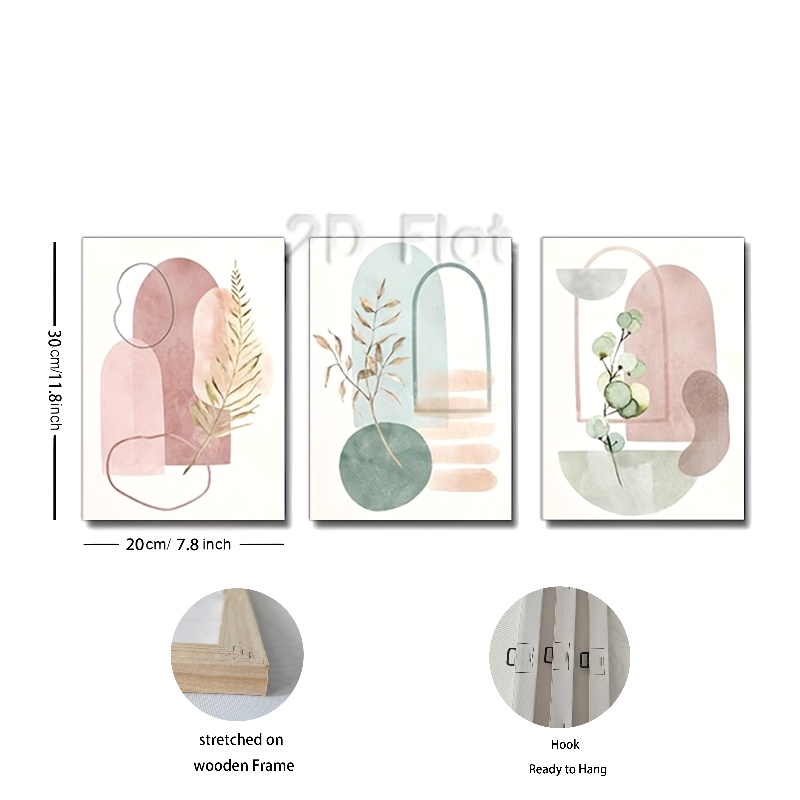 2D Flat
30cm/11.8inch
20cm/ 7.8 inch
stretched on
wooden Frame
Hook
Ready to Hang